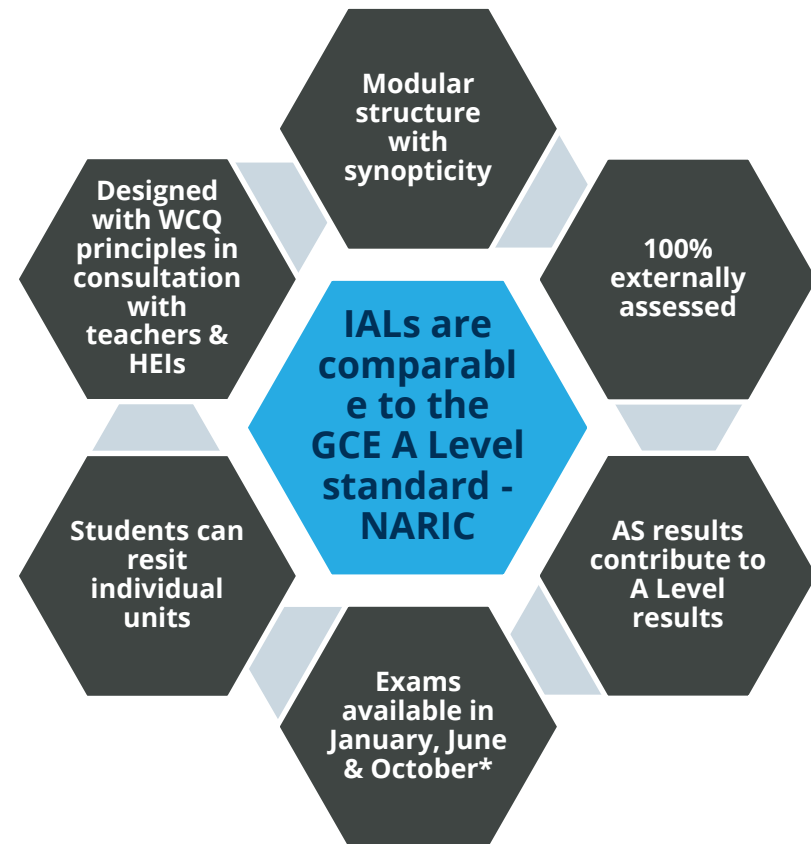 Modular
structure
with
synopticity
100%
externally
assessed
AS results
contribute to
A Level
results
Exams
available in
January, June
& October*
Students can
resit
individual
units
Designed
with WCQ
principles in
consultation
with
teachers &
HEIs
IALs are
comparabl
e to the
GCE A Level
standard -
NARIC